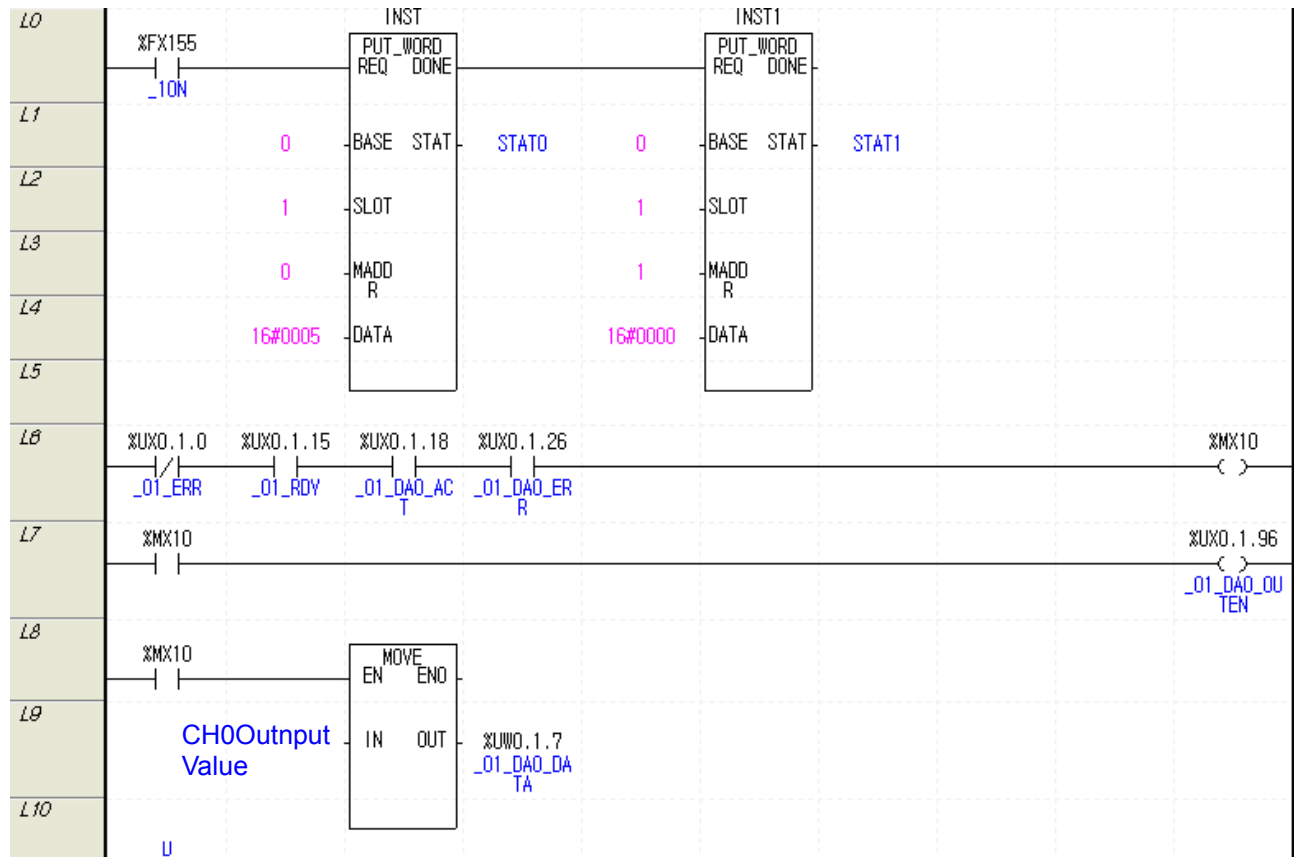 L0
INST
INST1
%FX155
PUT_WORD
PUT_WORD
REQ DONE
REQ DONE
_1ON
L1
0
BASE STAT
STAT0
0
BASE STAT
STAT1
L2
1
SLOT
1
SLOT
L3
0
MADD
R
1
MADD
R
L4
16#0005
DATA
16#0000
DATA
L5
L6
%UX0.1.0
%UX0.1.15
%UX0.1.18
%UX0.1.26
%MX10
_01_ERR
_01_RDY
_01_DA0_AC
T
_01_DA0_ER
R
L7
%MX10
%UX0.1.96
_01_DA0_OU
TEN
L8
%MX10
MOVE
EN ENO
L9
CH0Outnput
Value
IN OUT
%UW0.1.7
_01_DA0_DA
TA
L10